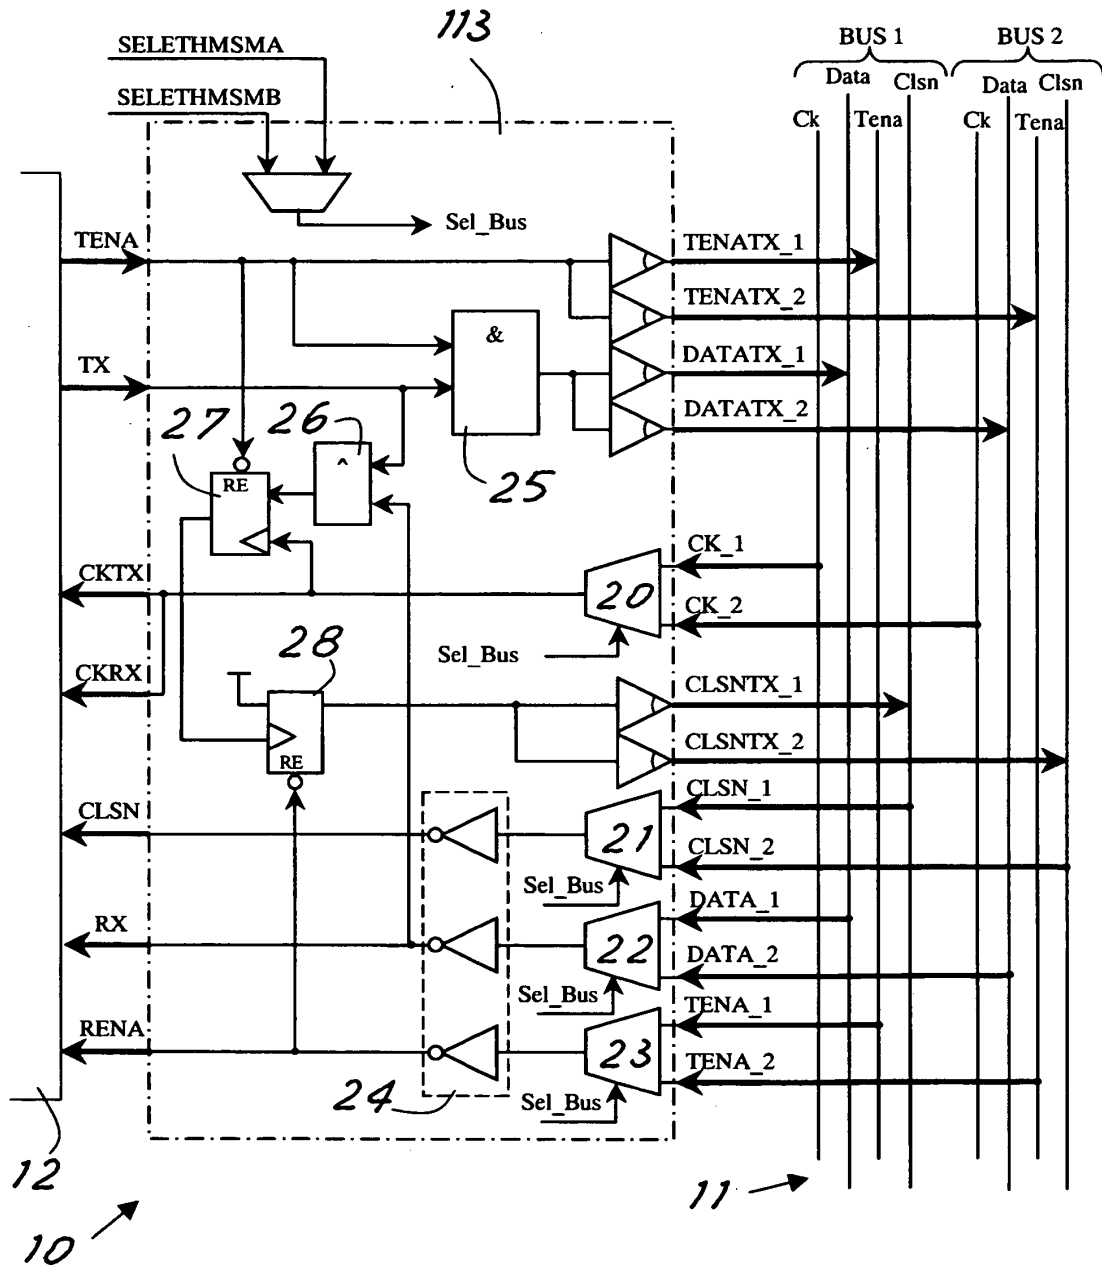 113
BUS 1
BUS 2
SELETHMSMA
Data
Clsn
Data
Clsn
SELETHMSMB
Ck
Tena
Ck
Tena
Sel_Bus
TENA
TENATX_1
TENATX_2
&
TX
DATATX_1
DATATX_2
27
26
^
25
RE
CK_1
CKTX
20
CK_2
Sel_Bus
28
CKRX
CLSNTX_1
CLSNTX_2
RE
CLSN_1
CLSN
21
CLSN_2
Sel_Bus
DATA_1
RX
22
DATA_2
Sel_Bus
TENA_1
RENA
23
TENA_2
24
Sel_Bus
12
11
10